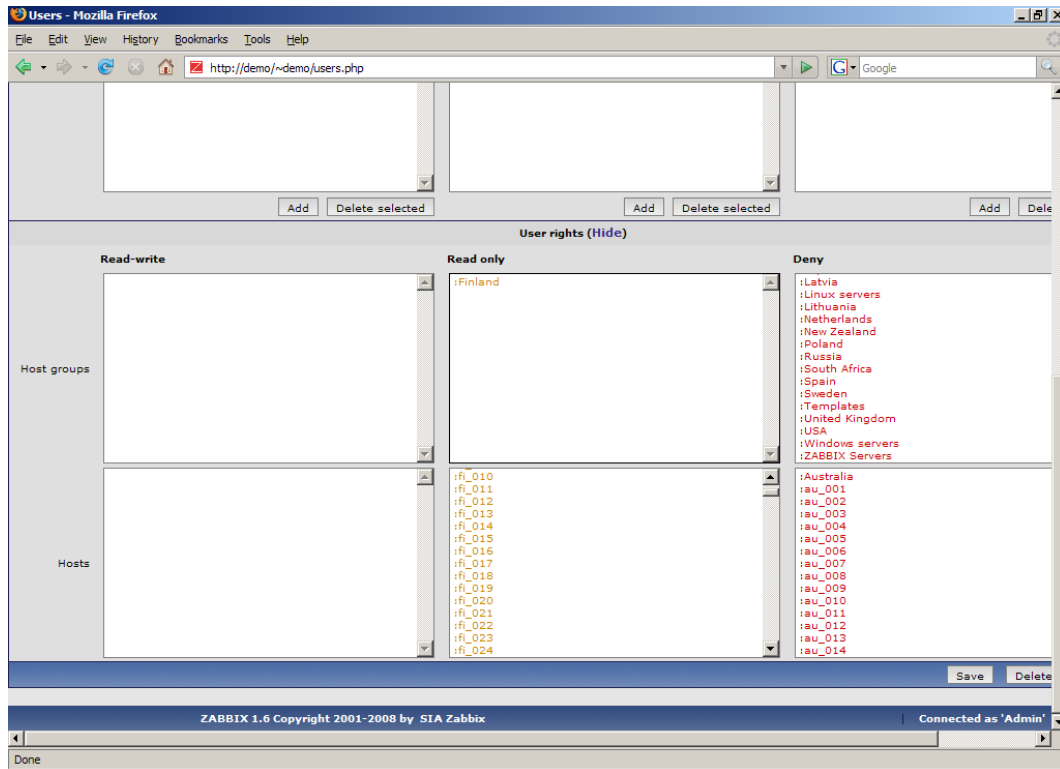 Users - Mozilla Firefox
File Edit View History Bookmarks Tools Help
http://demo/~demo/users.php
G Google
Add Delete selected Add Delete selected Add Dele
User rights (Hide)
Read-write Read only Deny
Host groups
:Finland
:Latvia
:Linux servers
:Lithuania
:Netherlands
:New Zealand
:Poland
:Russia
:South Africa
:Spain
:Sweden
:Templates
:United Kingdom
:USA
:Windows servers
:ZABBIX Servers
Hosts
:fi_010
:fi_011
:fi_012
:fi_013
:fi_014
:fi_015
:fi_016
:fi_017
:fi_018
:fi_019
:fi_020
:fi_021
:fi_022
:fi_023
:fi_024
:Australia
:au_001
:au_002
:au_003
:au_004
:au_005
:au_006
:au_007
:au_008
:au_009
:au_010
:au_011
:au_012
:au_013
:au_014
Save Delete
ZABBIX 1.6 Copyright 2001-2008 by SIA Zabbix | Connected as 'Admin'
Done